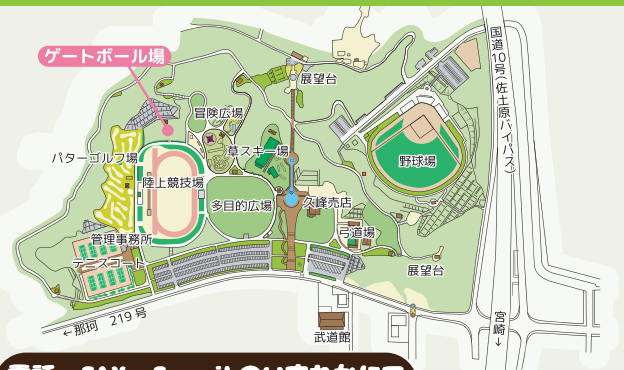 ゲートボール場
展望台
国道10号(佐土原バイパス)
冒険広場
草スキー場
パターゴルフ場
野球場
陸上競技場
多目的広場
久峰売店
弓道場
管理事務所
テニスコート
展望台
←那珂 219号
武道館
宮崎↓